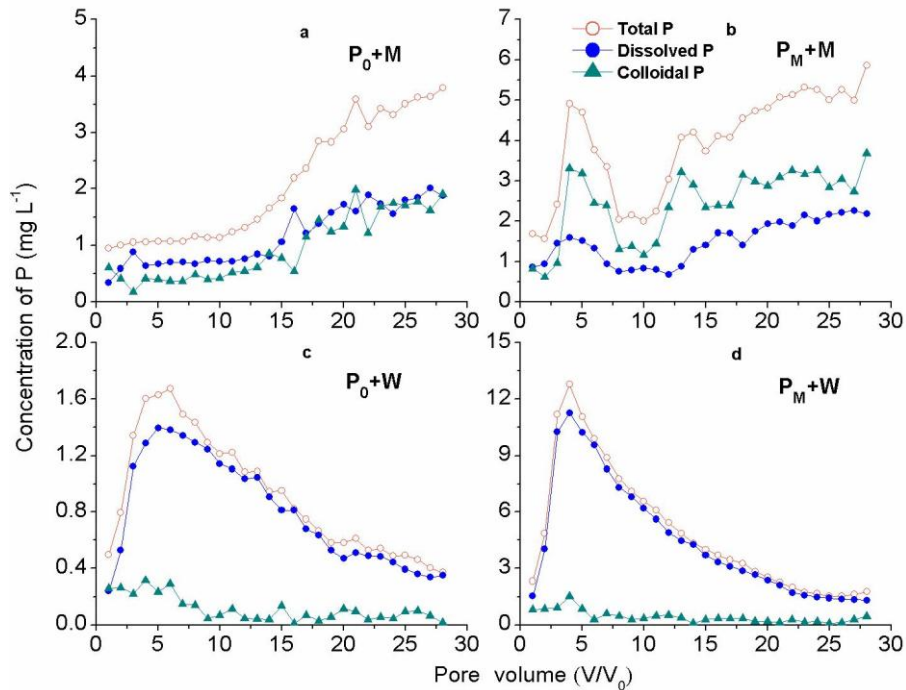 Concentration of P (mg L⁻¹)
a
P₀+M
5
4
3
2
1
0
0 5 10 15 20 25 30
Total P
Dissolved P
Colloidal P
b
P_M+M
7
6
5
4
3
2
1
0
0 5 10 15 20 25 30
c
P₀+W
2.0
1.6
1.2
0.8
0.4
0.0
0 5 10 15 20 25 30
d
P_M+W
15
12
9
6
3
0
0 5 10 15 20 25 30
Pore volume (V/V₀)